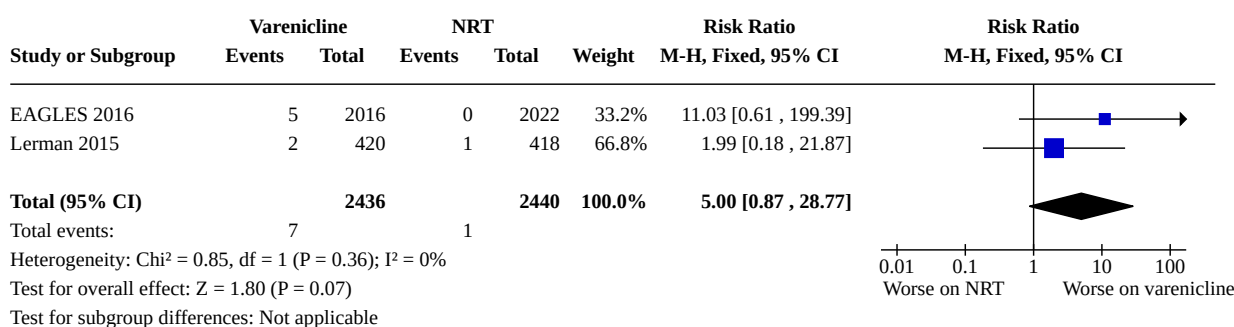 Varenicline NRT Risk Ratio Risk Ratio
Study or Subgroup Events Total Events Total Weight M-H, Fixed, 95% CI M-H, Fixed, 95% CI
EAGLES 2016 5 2016 0 2022 33.2% 11.03 [0.61 , 199.39]
Lerman 2015 2 420 1 418 66.8% 1.99 [0.18 , 21.87]
Total (95% CI) 2436 2440 100.0% 5.00 [0.87 , 28.77]
Total events: 7 1
Heterogeneity: Chi² = 0.85, df = 1 (P = 0.36); I² = 0%
0.01 0.1 1 10 100
Test for overall effect: Z = 1.80 (P = 0.07)
Worse on NRT Worse on varenicline
Test for subgroup differences: Not applicable